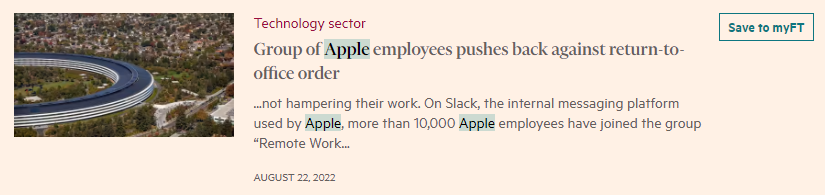 Technology sector
Save to myFT
Group of Apple employees pushes back against return-to-
office order
...not hampering their work. On Slack, the internal messaging platform
used by Apple, more than 10,000 Apple employees have joined the group
“Remote Work...
AUGUST 22, 2022